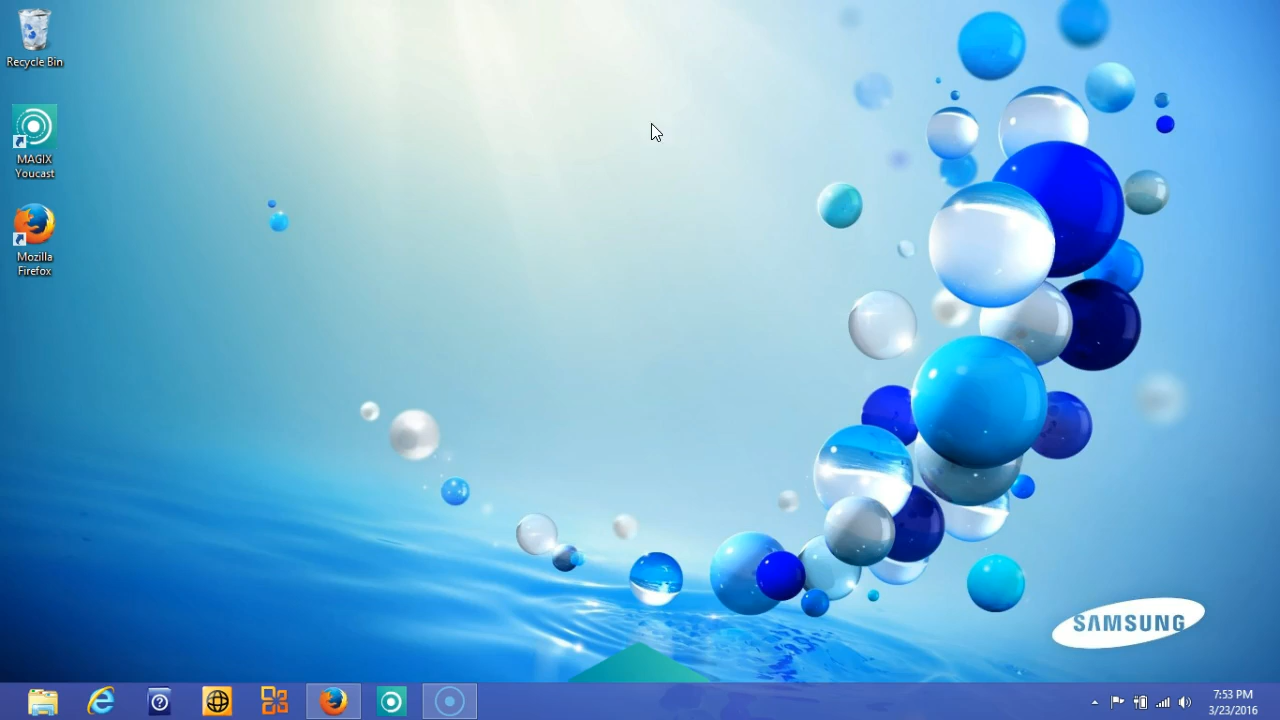 Recycle Bin
MAGIX
Youcast
Mozilla
Firefox
SAMSUNG
7:53 PM
3/23/2016